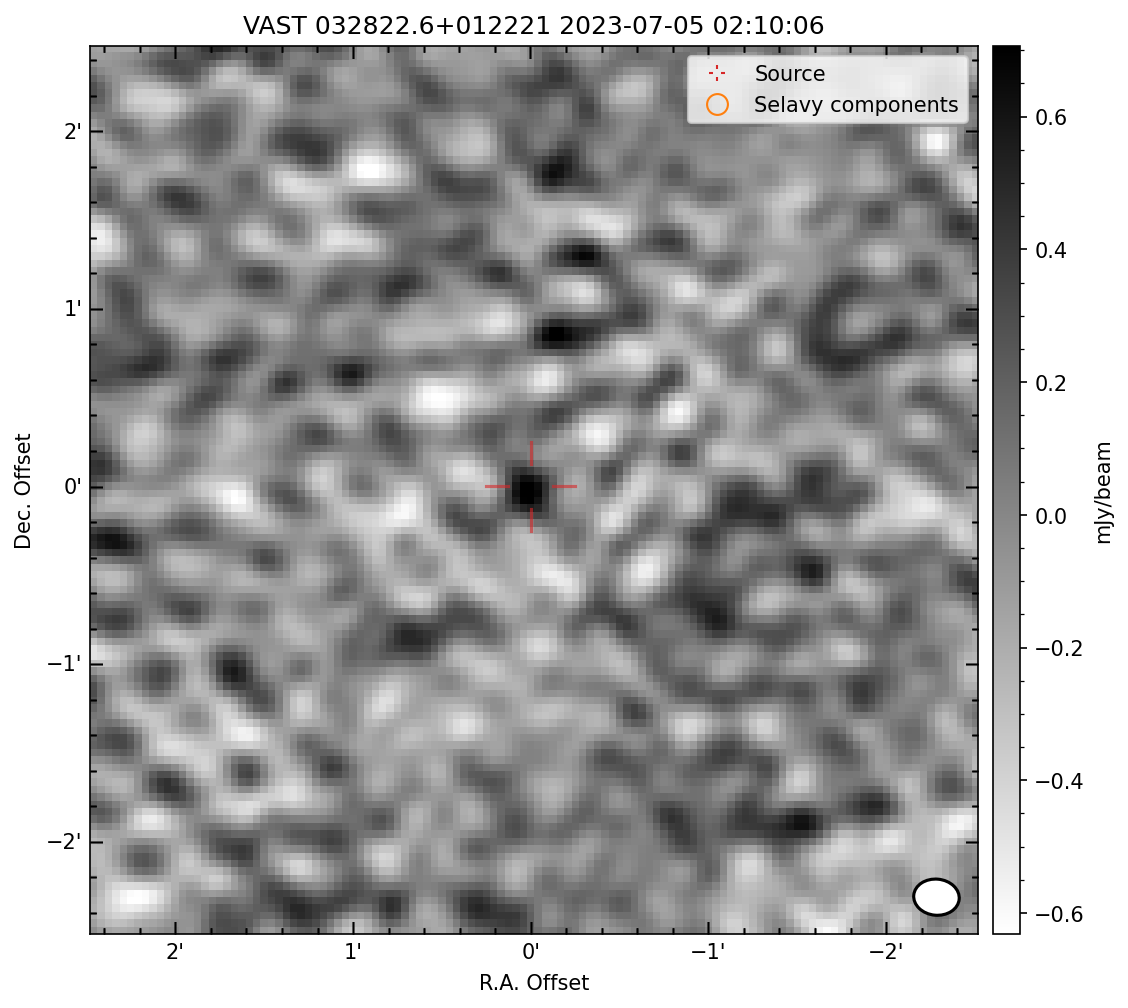 VAST 032822.6+012221 2023-07-05 02:10:06
Source
Selavy components
2'
1'
0'
−1'
−2'
Dec. Offset
2'
1'
0'
−1'
−2'
R.A. Offset
0.6
0.4
0.2
0.0
−0.2
−0.4
−0.6
mJy/beam